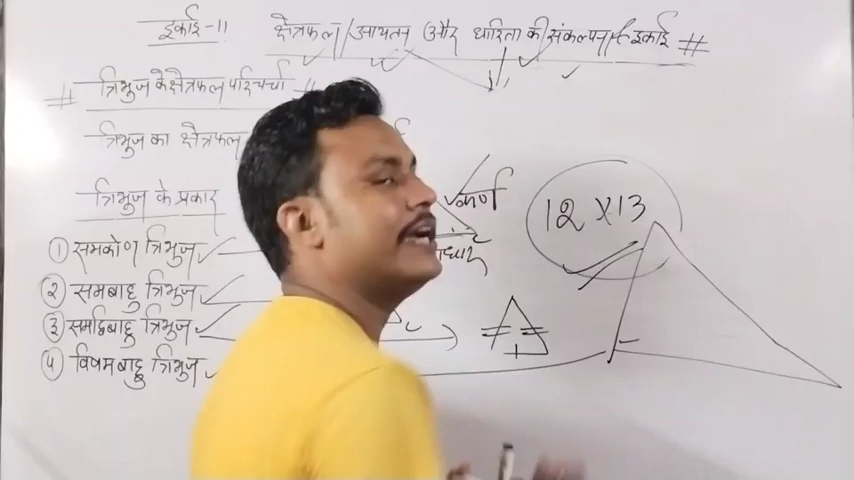 इकाई-11 क्षेत्रफल/आयतन और धारिता की संकल्पना/इकाई #
# त्रिभुज के क्षेत्रफल परिचर्चा
त्रिभुज का क्षेत्रफल
त्रिभुज के प्रकार
कर्ण
12 x 13
① समकोण त्रिभुज
② समबाहु त्रिभुज
③ समद्विबाहु त्रिभुज
④ विषमबाहु त्रिभुज